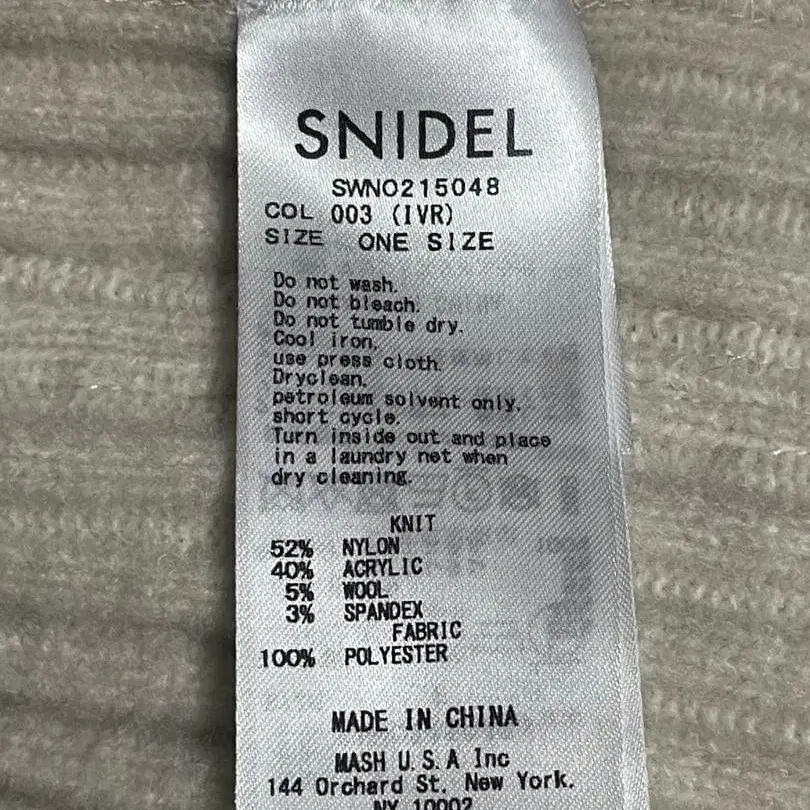 SNIDEL
SWNO215048
COL 003 (IVR)
SIZE ONE SIZE
Do not wash.
Do not bleach.
Do not tumble dry.
Cool iron.
use press cloth.
Dryclean.
petroleum solvent only.
short cycle.
Turn inside out and place
in a laundry net when
dry cleaning.
KNIT
52% NYLON
40% ACRYLIC
5% WOOL
3% SPANDEX
FABRIC
100% POLYESTER
MADE IN CHINA
MASH U.S.A Inc
144 Orchard St. New York.
NY 10002